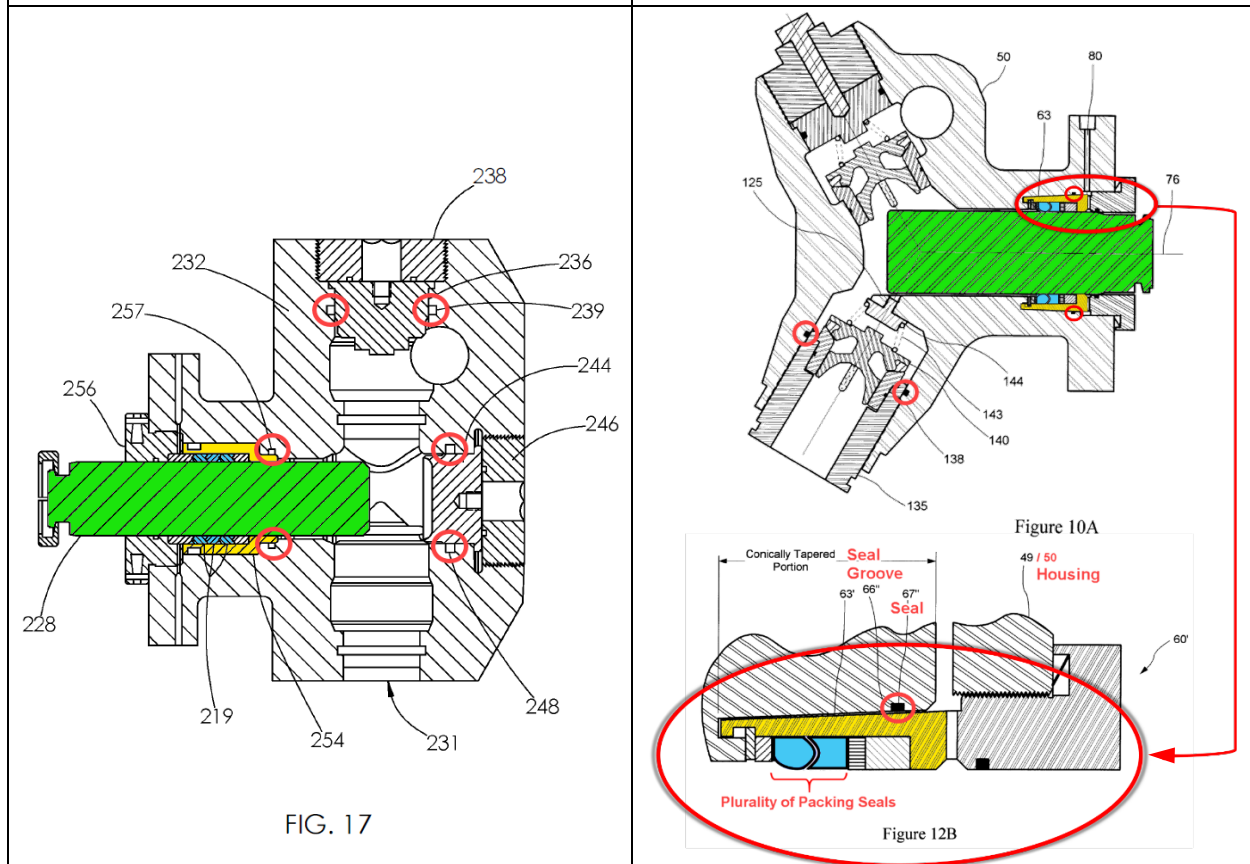 238
232
236
257
239
244
256
246
228
219
254
231
248
FIG. 17
50
80
63
76
125
144
143
140
138
135
Figure 10A
Conically Tapered
Portion
Seal
Groove
49 / 50
Housing
63'
66"
67"
Seal
60'
Plurality of Packing Seals
Figure 12B